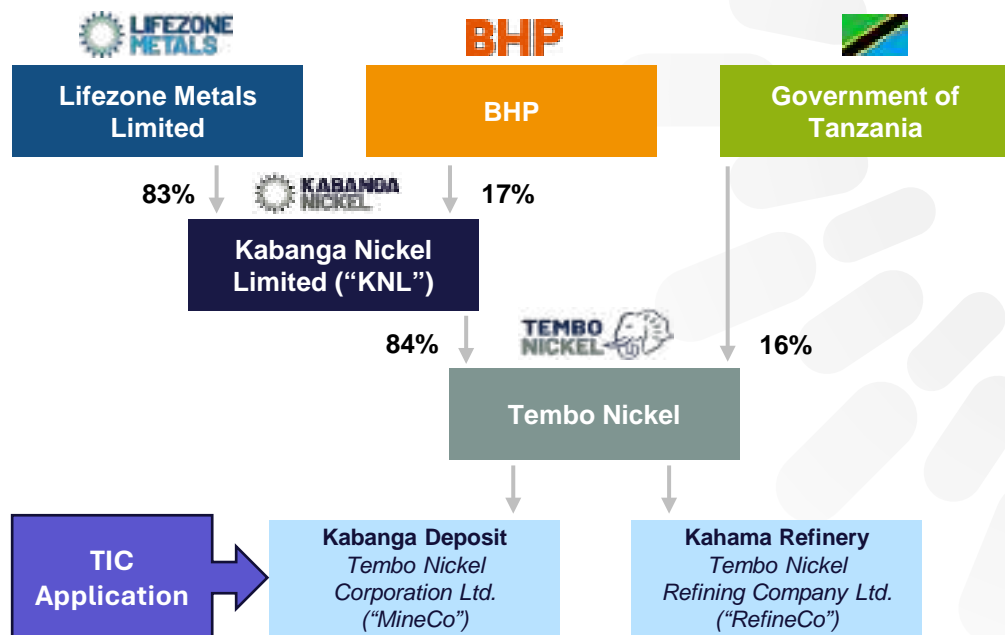 LIFEZONE
METALS
BHP
Lifezone Metals
Limited
BHP
Government of
Tanzania
83%
KABANGA
NICKEL
17%
Kabanga Nickel
Limited (“KNL”)
84%
TEMBO
NICKEL
16%
Tembo Nickel
TIC
Application
Kabanga Deposit
Tembo Nickel
Corporation Ltd.
(“MineCo”)
Kahama Refinery
Tembo Nickel
Refining Company Ltd.
(“RefineCo”)